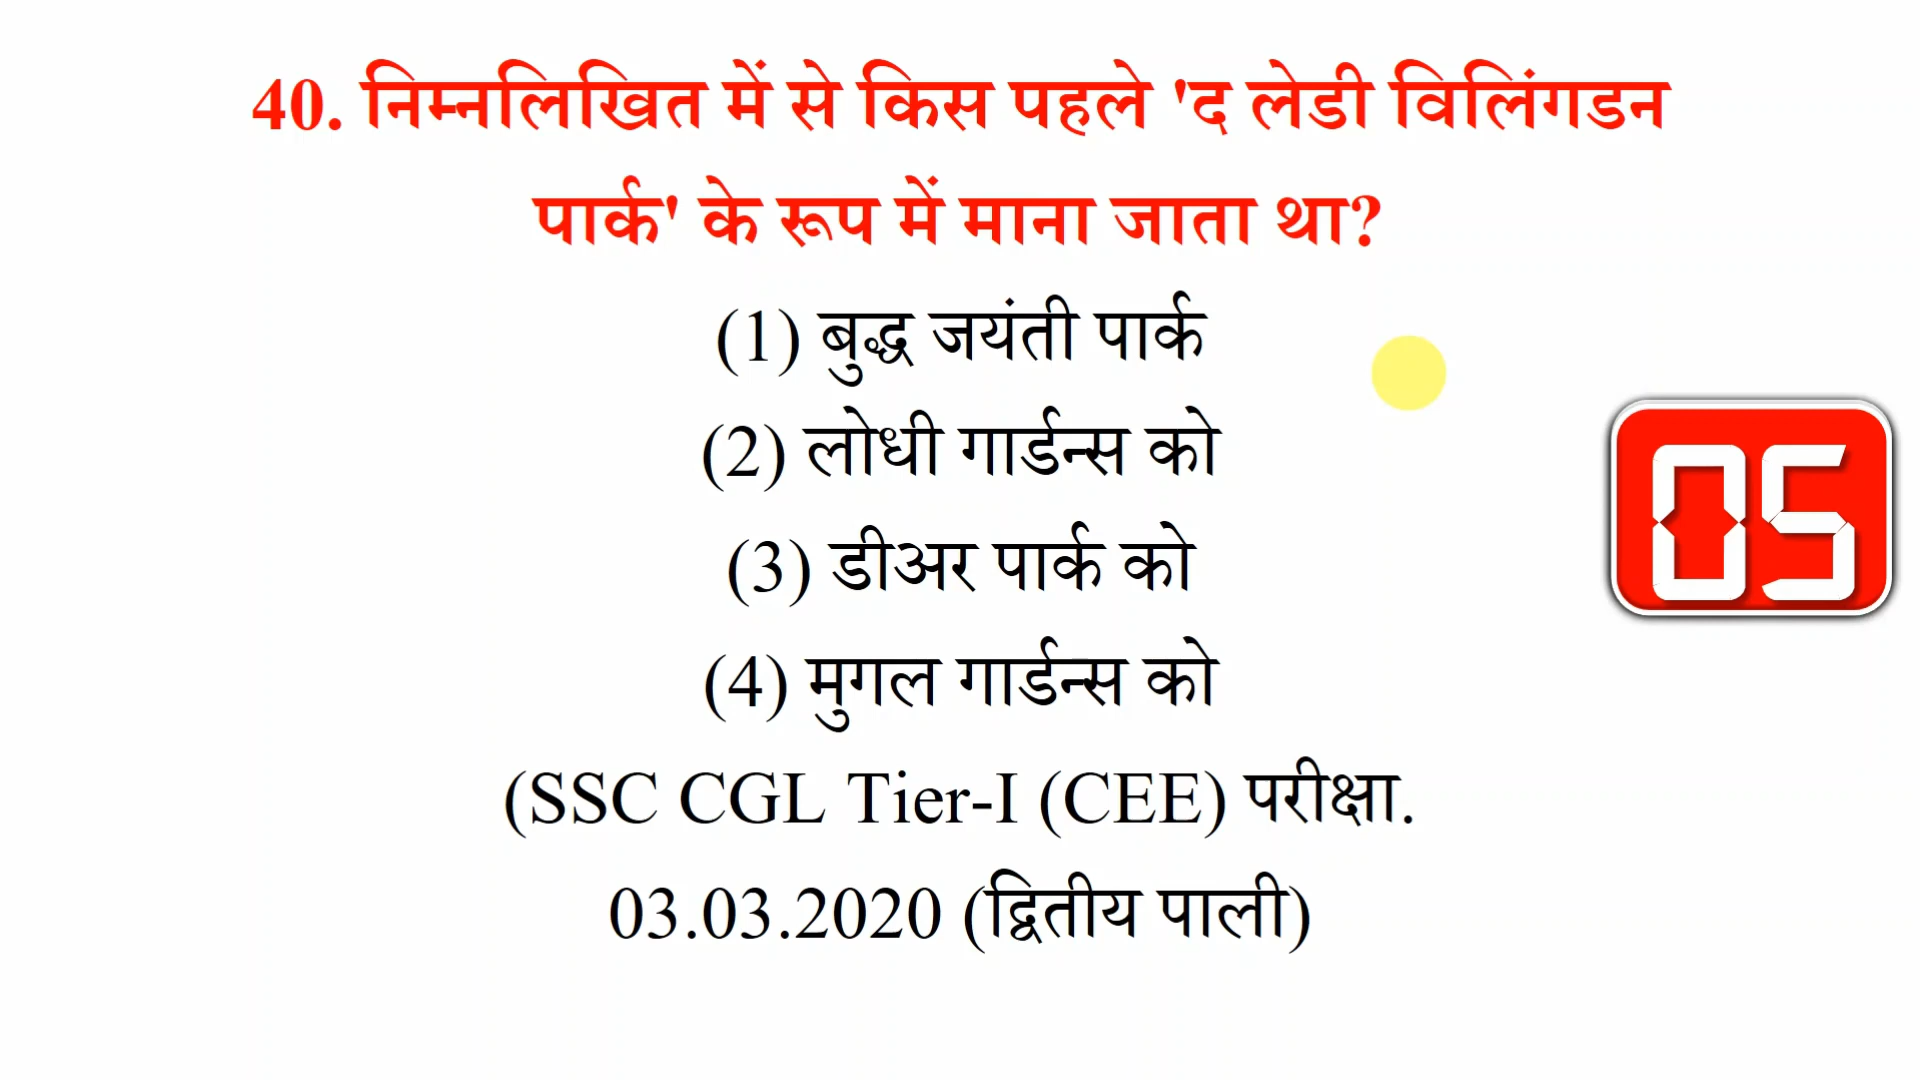 40. निम्नलिखित में से किस पहले 'द लेडी विलिंगडन
पार्क' के रूप में माना जाता था?
(1) बुद्ध जयंती पार्क
(2) लोधी गार्डन्स को
(3) डीअर पार्क को
(4) मुगल गार्डन्स को
(SSC CGL Tier-I (CEE) परीक्षा.
03.03.2020 (द्वितीय पाली)
05